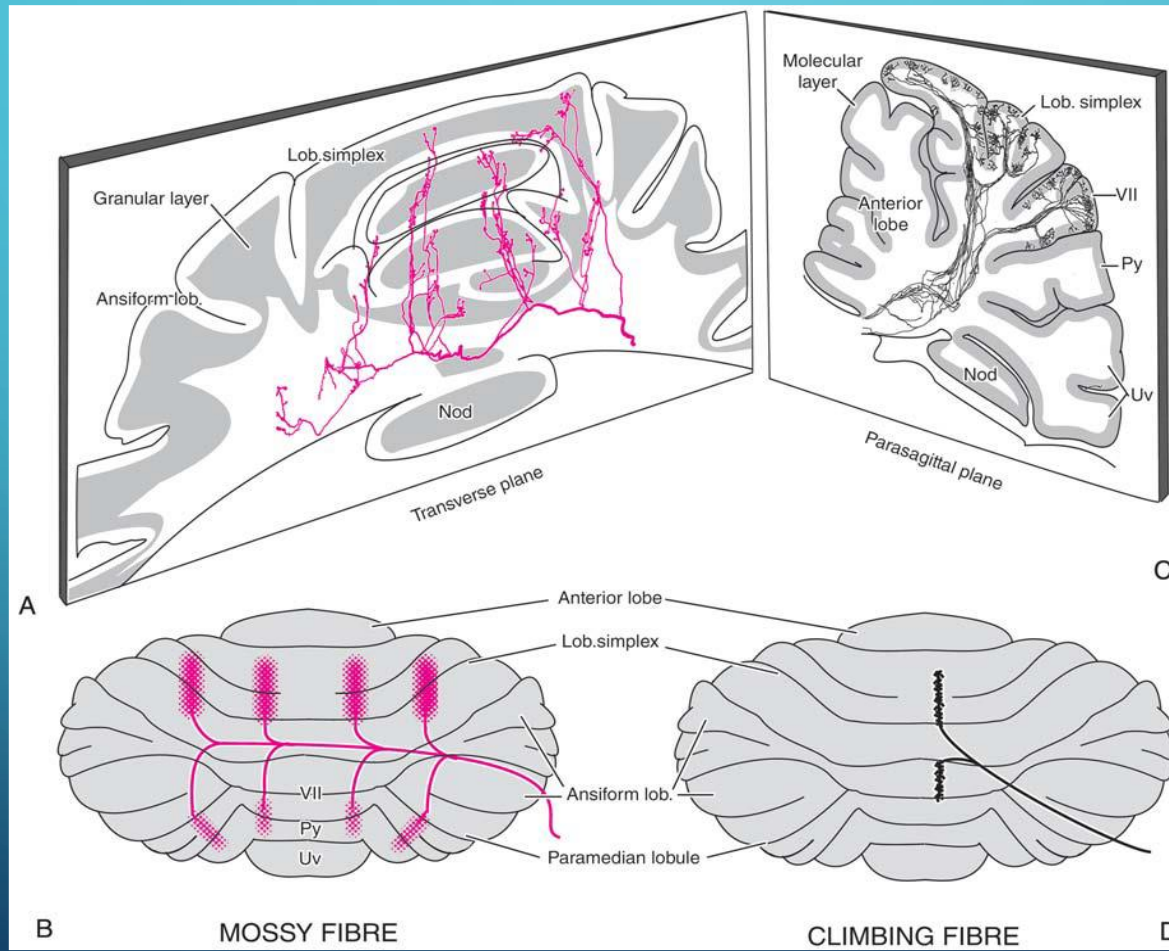 Lob.simplex
Granular layer
Ansiform lob.
Nod
Transverse plane
A
Molecular
layer
Lob. simplex
VII
Anterior
lobe
Py
Nod
Uv
Parasagittal plane
C
Anterior lobe
Lob.simplex
VII
Ansiform lob.
Py
Paramedian lobule
Uv
B
MOSSY FIBRE
CLIMBING FIBRE
D